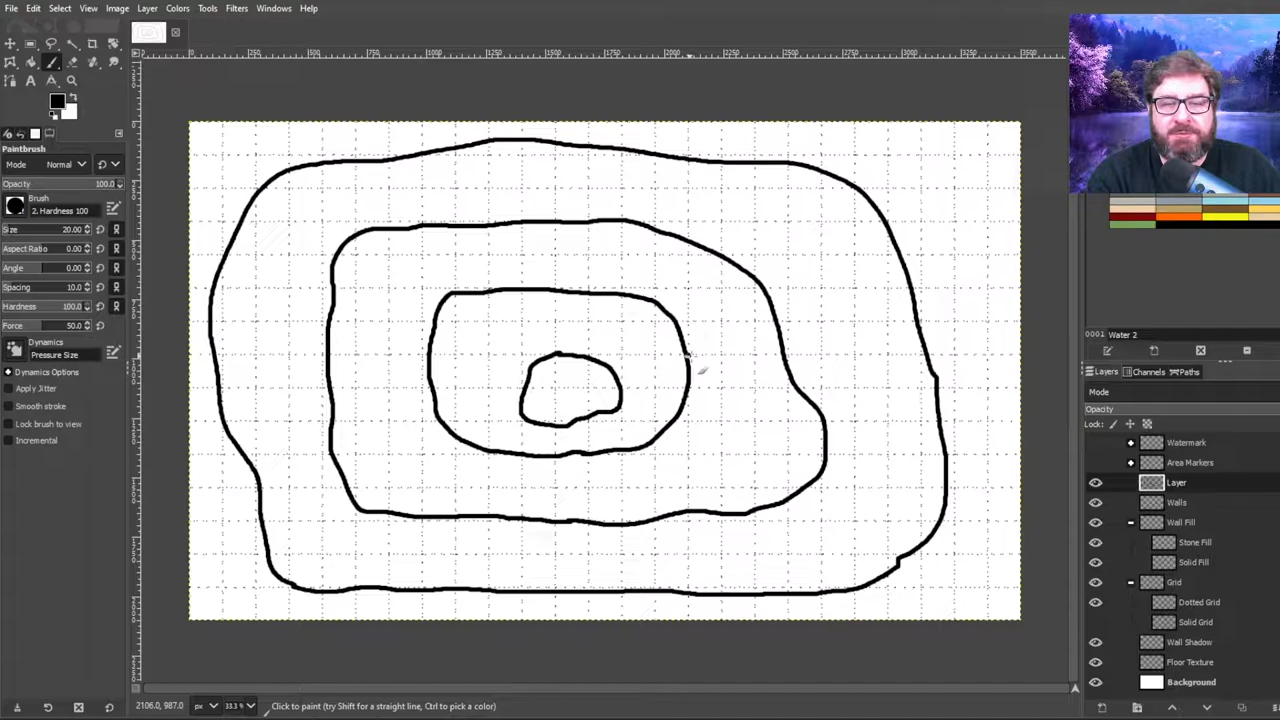 File Edit Select View Image Layer Colors Tools Filters Windows Help
Paintbrush
Mode Normal
Opacity 100.0
Brush
2. Hardness 100
Size 20.00
Aspect Ratio 0.00
Angle 0.00
Spacing 10.0
Hardness 100.0
Force 50.0
Dynamics
Pressure Size
Dynamics Options
Apply Jitter
Smooth stroke
Lock brush to view
Incremental
0001 Water 2
Layers Channels Paths
Mode
Opacity
Lock:
Watermark
Area Markers
Layer
Walls
Wall Fill
Stone Fill
Solid Fill
Grid
Dotted Grid
Solid Grid
Wall Shadow
Floor Texture
Background
2106.0, 987.0 px 33.3 % Click to paint (try Shift for a straight line, Ctrl to pick a color)